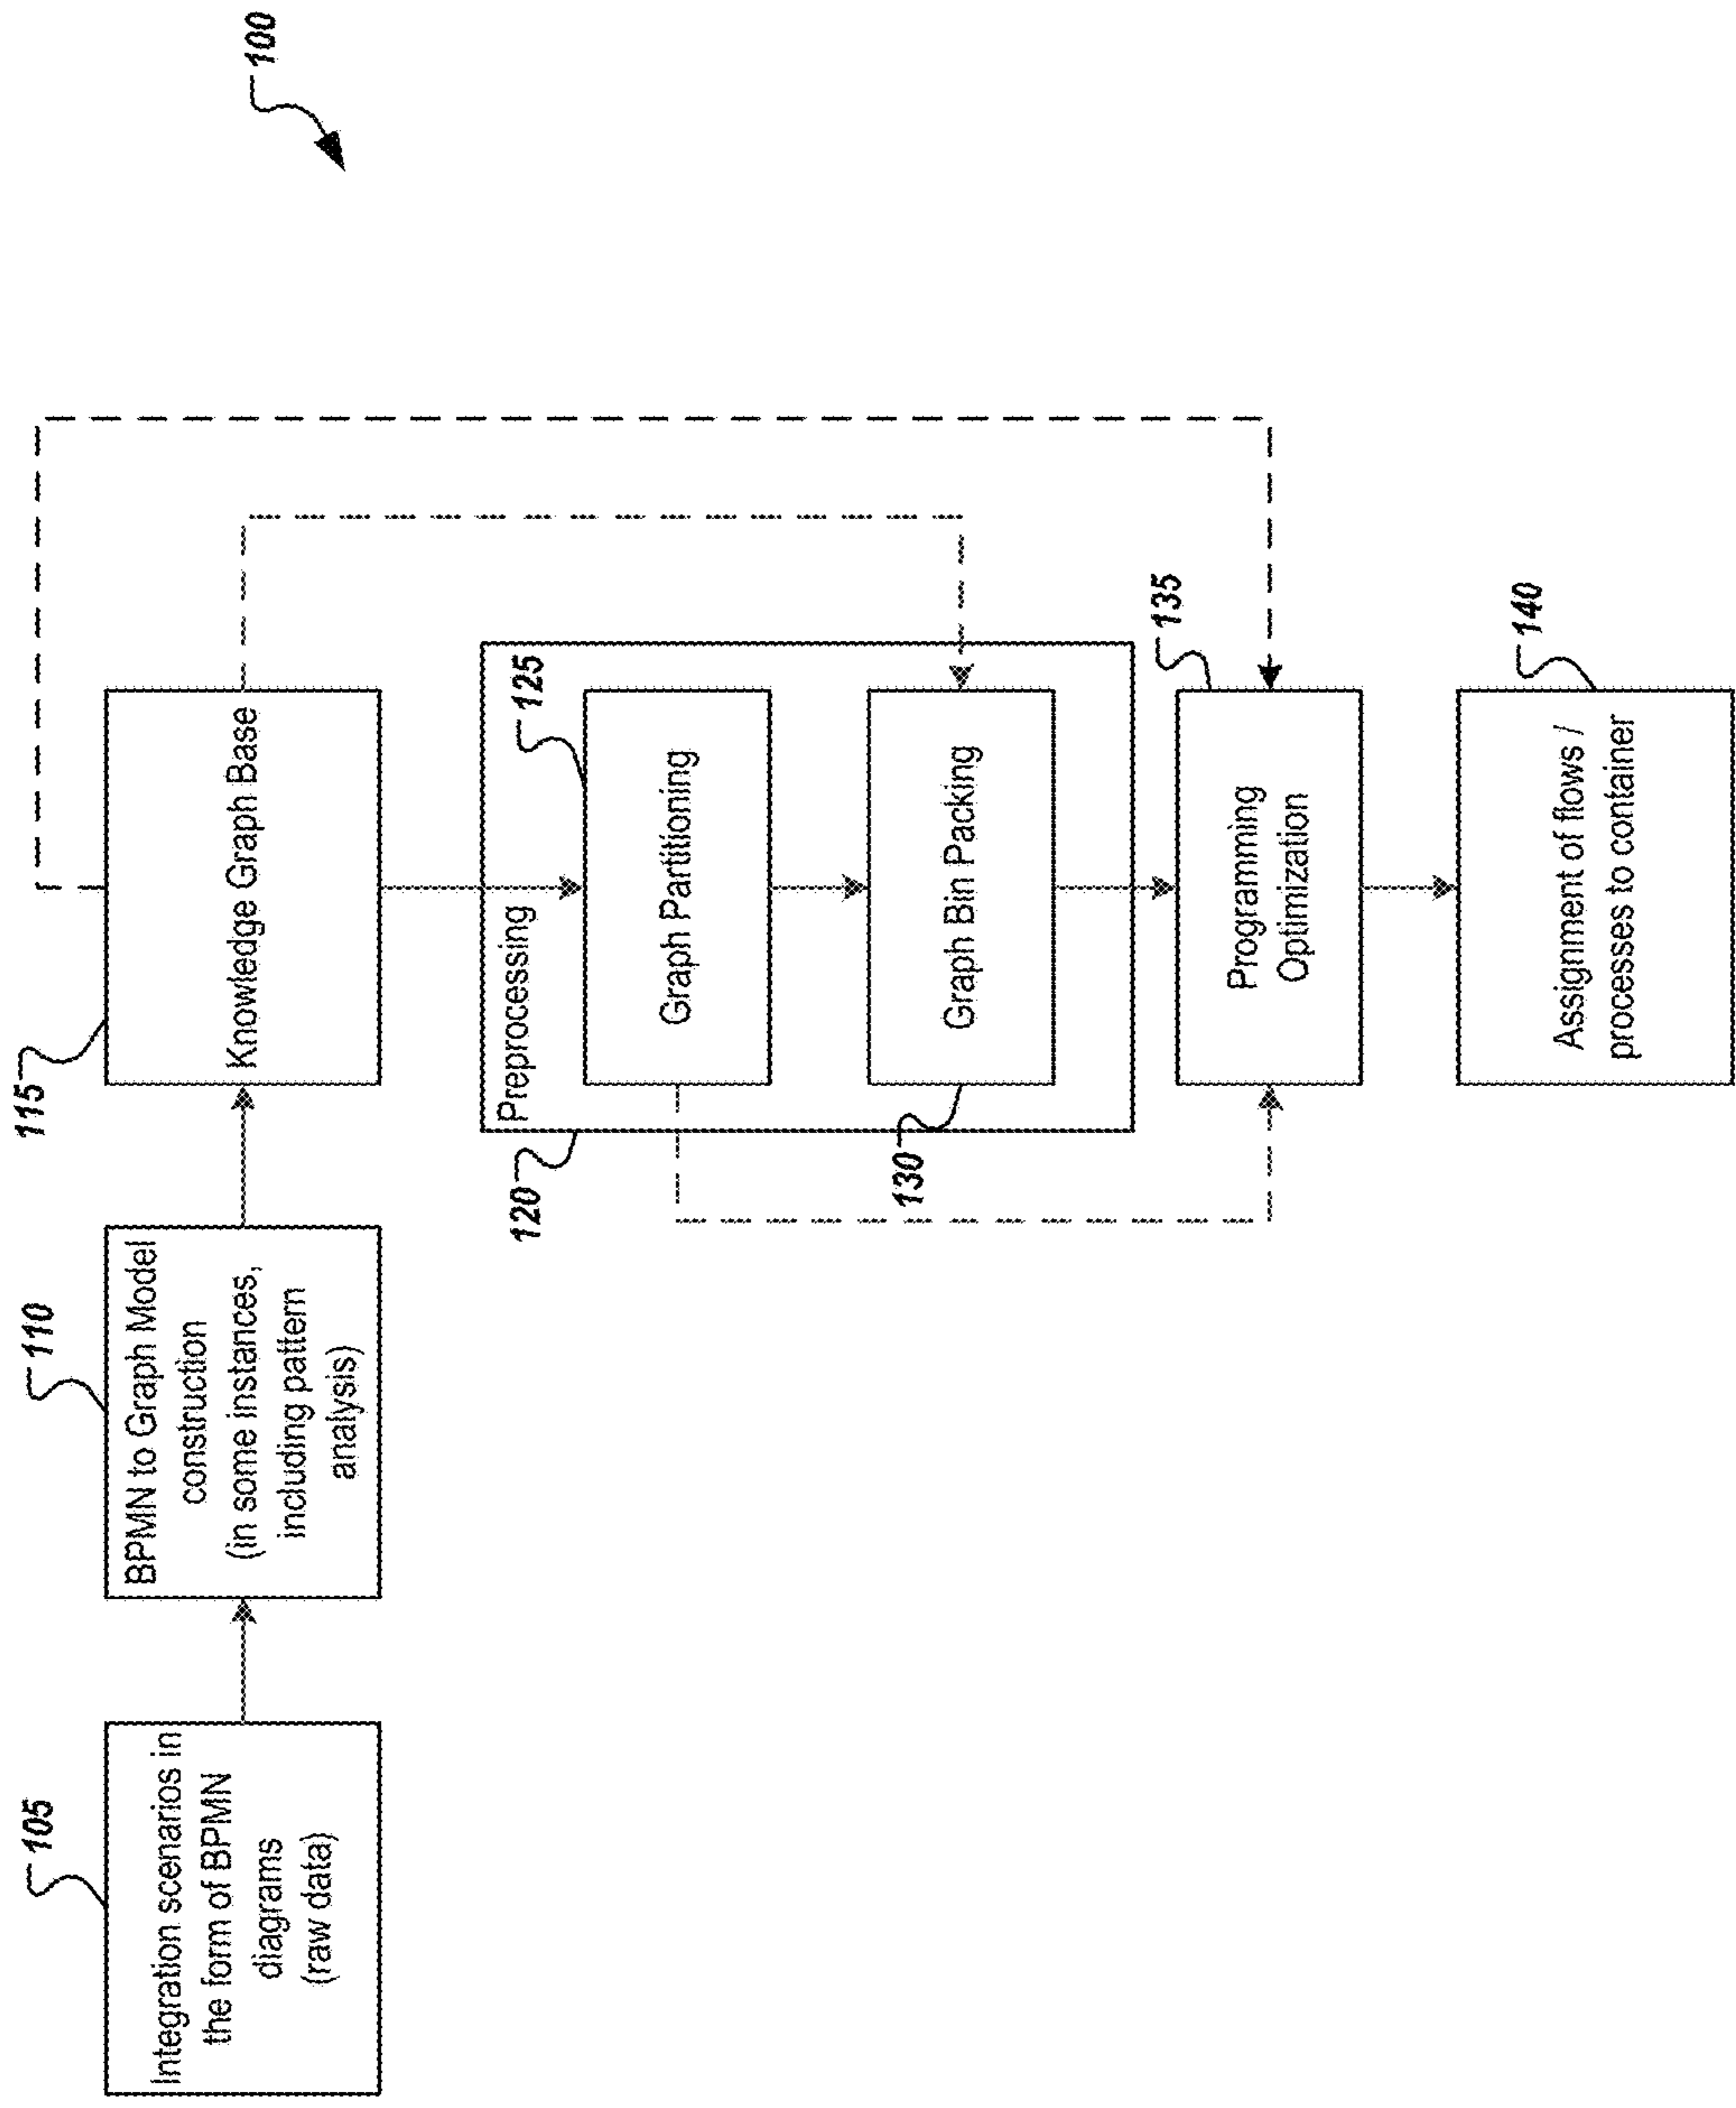 100
105
Integration scenarios in
the form of BPMN
diagrams
(raw data)
110
BPMN to Graph Model
construction
(in some instances,
including pattern
analysis)
115
Knowledge Graph Base
120
Preprocessing
125
Graph Partitioning
130
Graph Bin Packing
135
Programming
Optimization
140
Assignment of flows /
processes to container